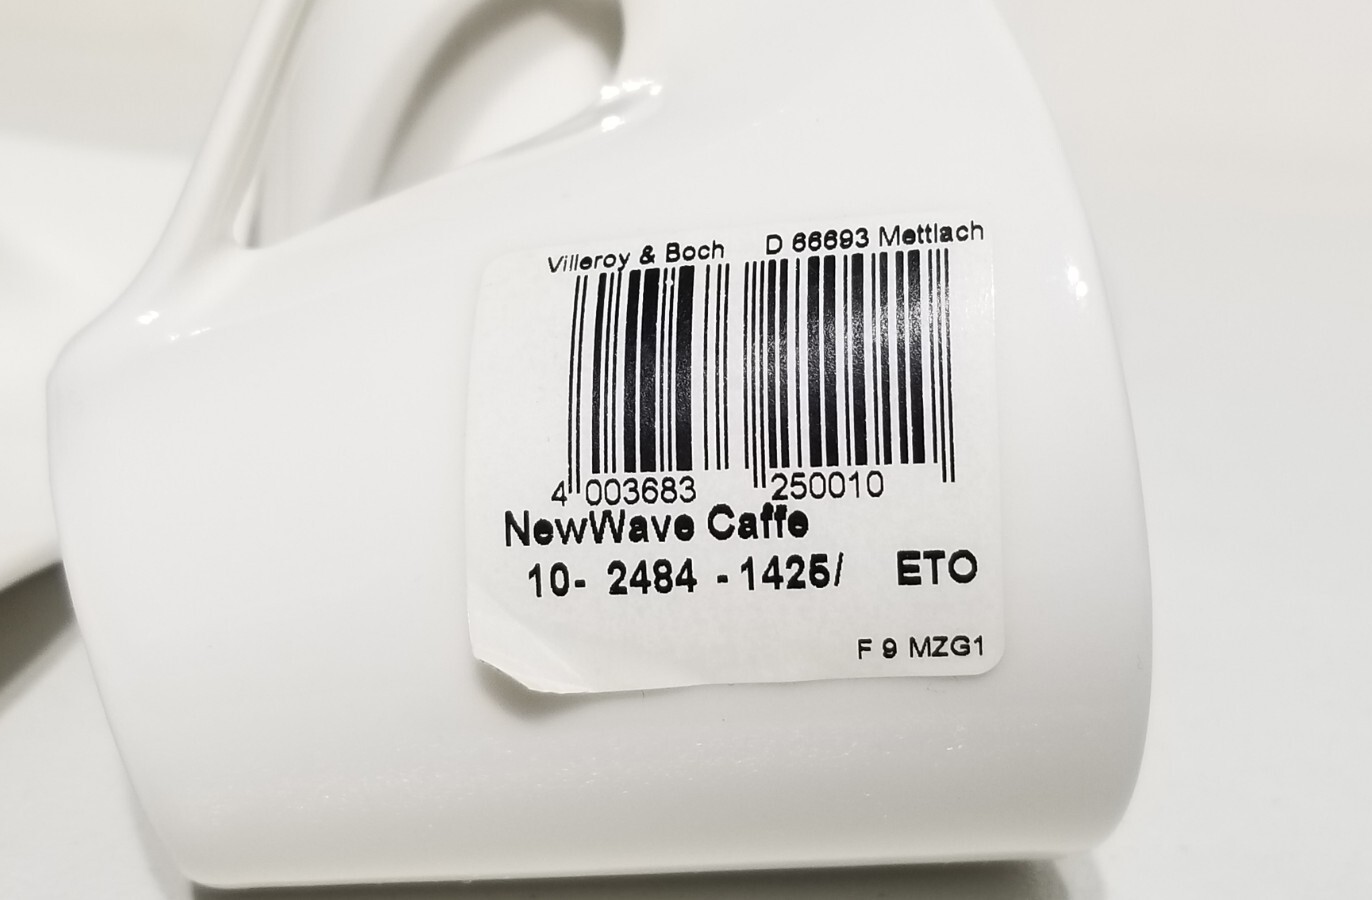 Villeroy & Boch D 66693 Mettlach
4 003683 250010
NewWave Caffe
10- 2484 - 1425/ ETO
F 9 MZG1